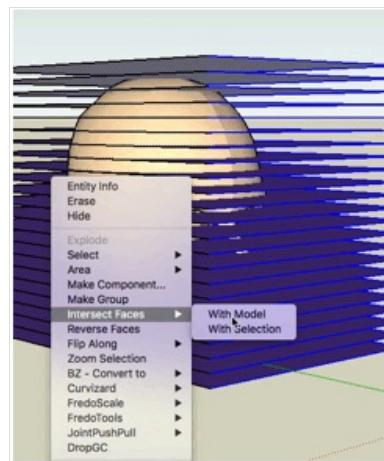 Entity Info
Erase
Hide
Explode
Select
Area
Make Component...
Make Group
Intersect Faces
With Model
With Selection
Reverse Faces
Flip Along
Zoom Selection
BZ - Convert to
Curvizard
FredoScale
FredoTools
JointPushPull
DropGC